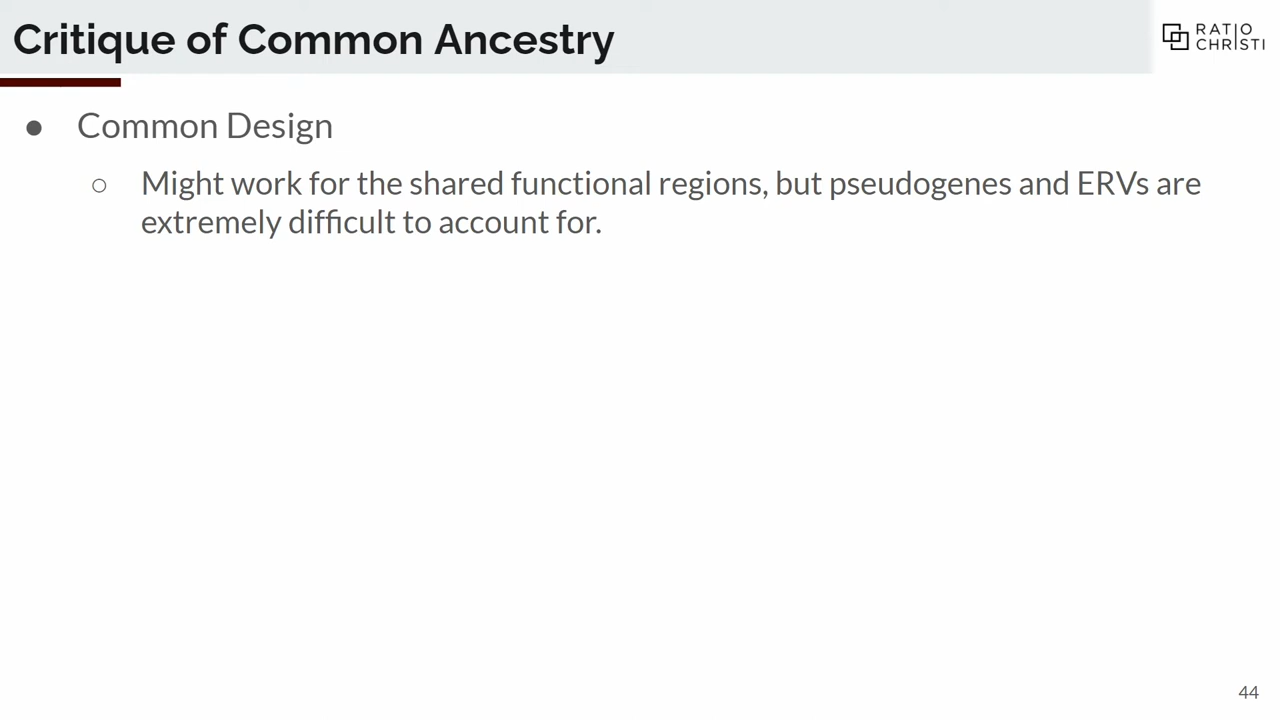 Critique of Common Ancestry
RATIO
CHRISTI
● Common Design
○ Might work for the shared functional regions, but pseudogenes and ERVs are
extremely difficult to account for.
44